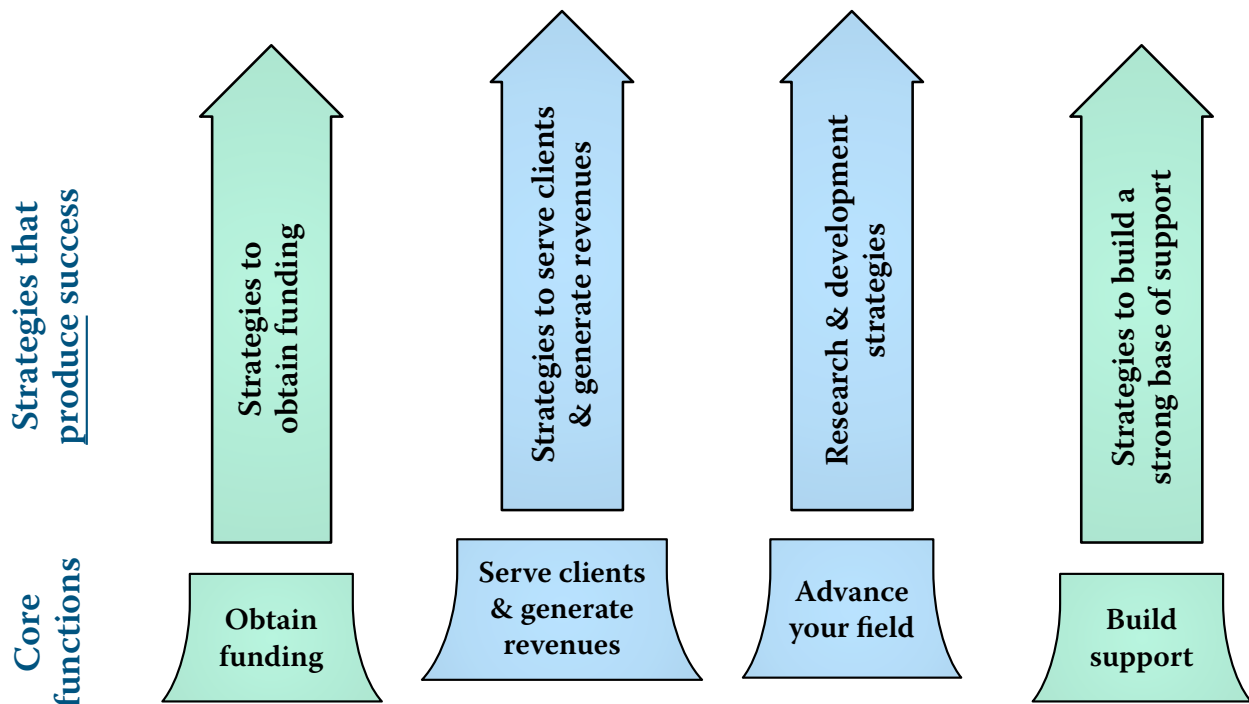 Strategies that
produce success
Strategies to
obtain funding
Strategies to serve clients
& generate revenues
Research & development
strategies
Strategies to build a
strong base of support
Core
functions
Obtain
funding
Serve clients
& generate
revenues
Advance
your field
Build
support